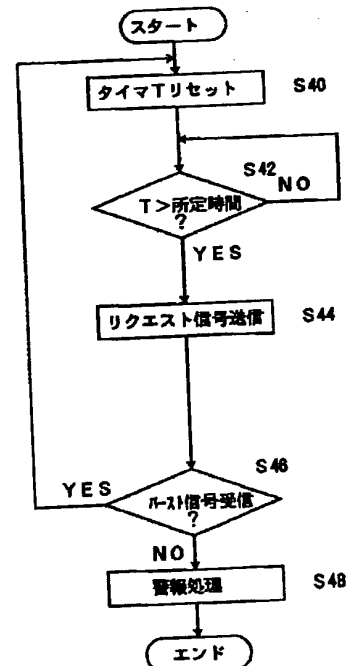 スタート
タイマTリセット
S40
S42
NO
T>所定時間
?
YES
リクエスト信号送信
S44
S46
YES
バースト信号受信
?
NO
警報処理
S48
エンド